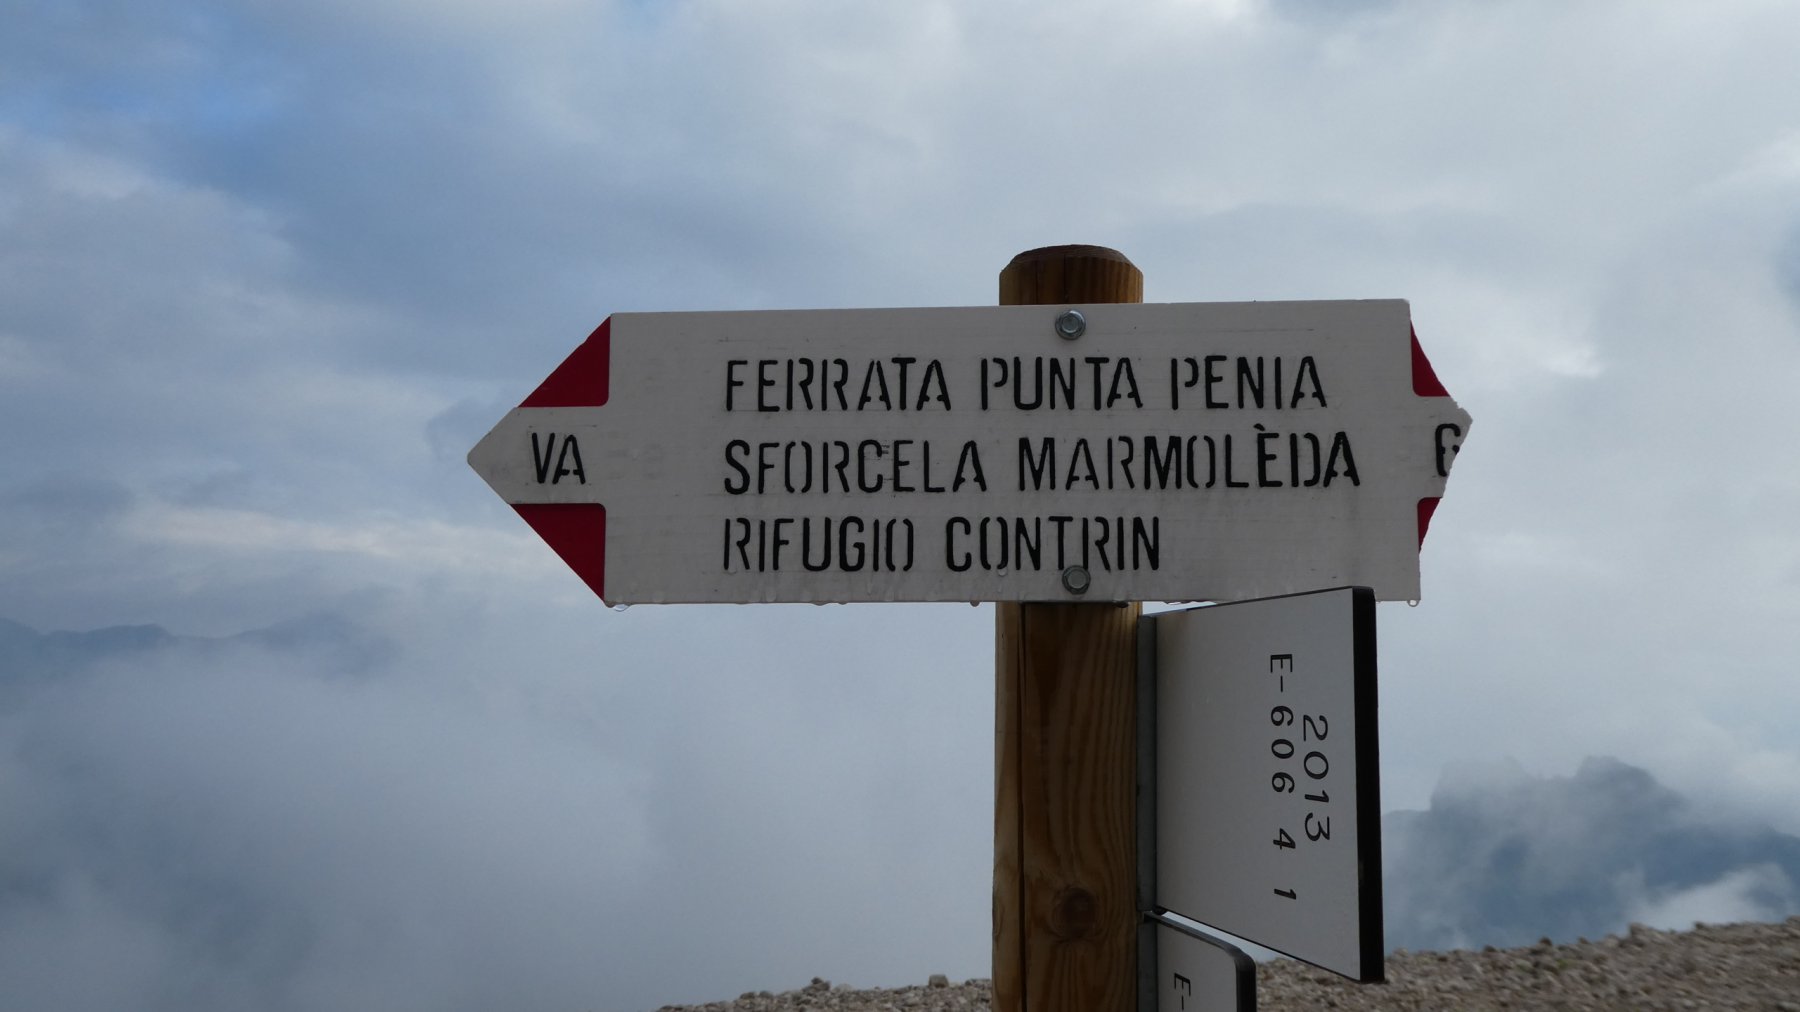 FERRATA PUNTA PENIA
VA SFORCELA MARMOLÈDA G
RIFUGIO CONTRIN
2013
E-606 4 1
E-